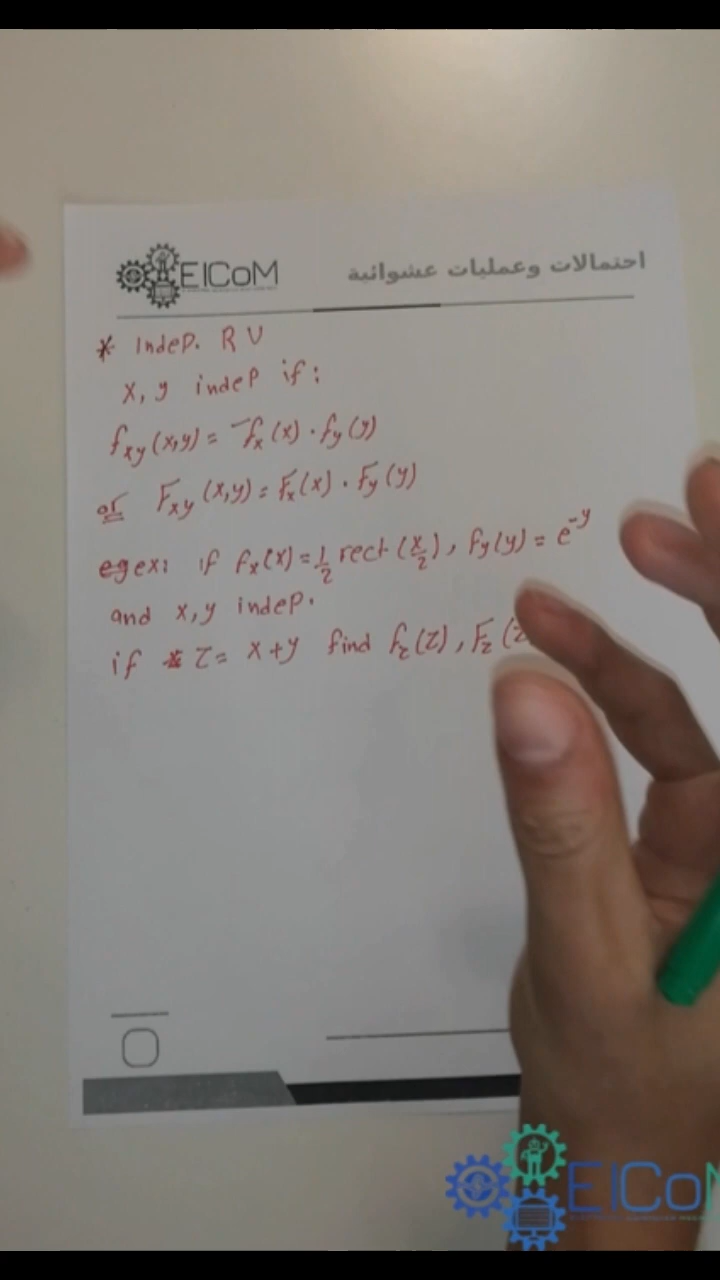 EICoM
احتمالات وعمليات عشوائية
* Indep. R V
x, y indep if:
fxy(x,y) = fx(x) . fy(y)
or Fxy(x,y) = Fx(x) . Fy(y)
eg ex: if fx(x) = 1/2 rect(x/2), fy(y) = e^-y
and x, y indep.
if * Z = x+y find fz(z), Fz(z
EICoM